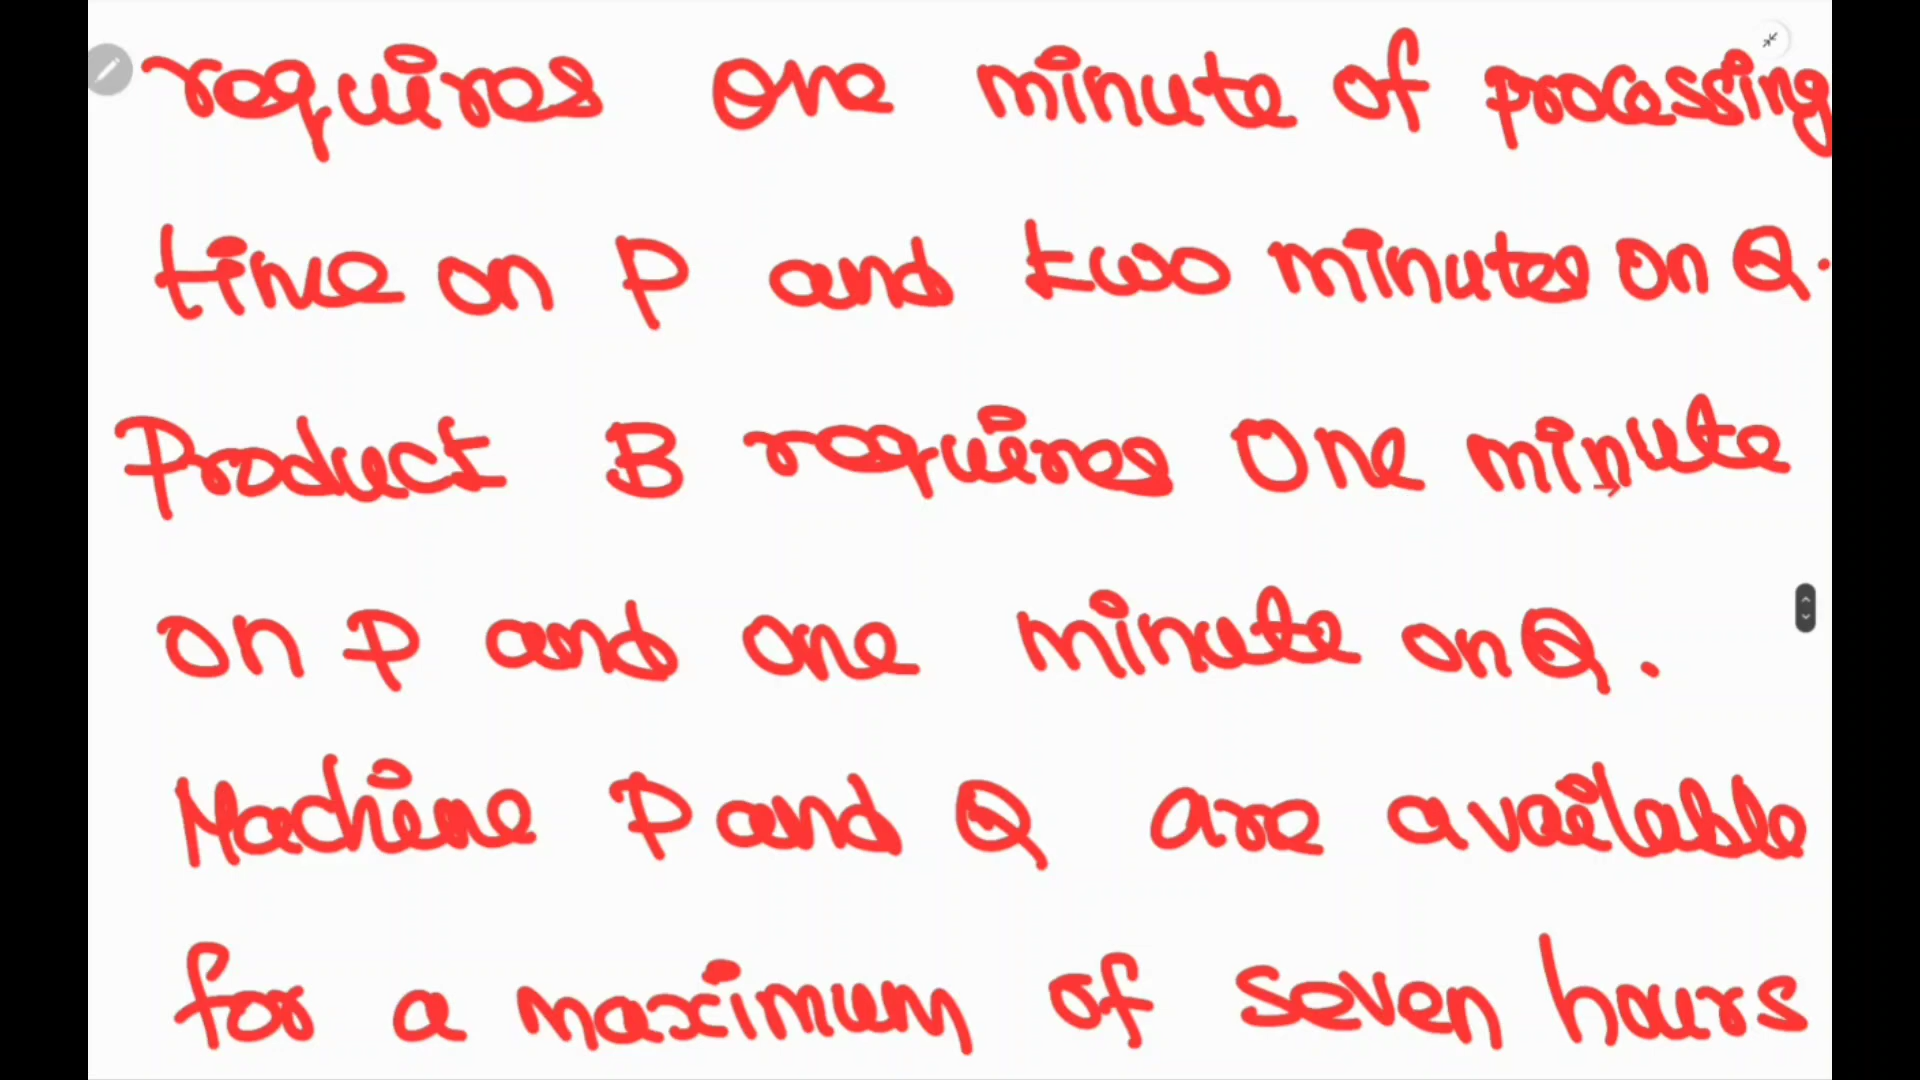 requires one minute of processing
time on P and two minutes on Q.
Product B requires One minute
on P and one minute on Q.
Machine P and Q are available
for a maximum of seven hours